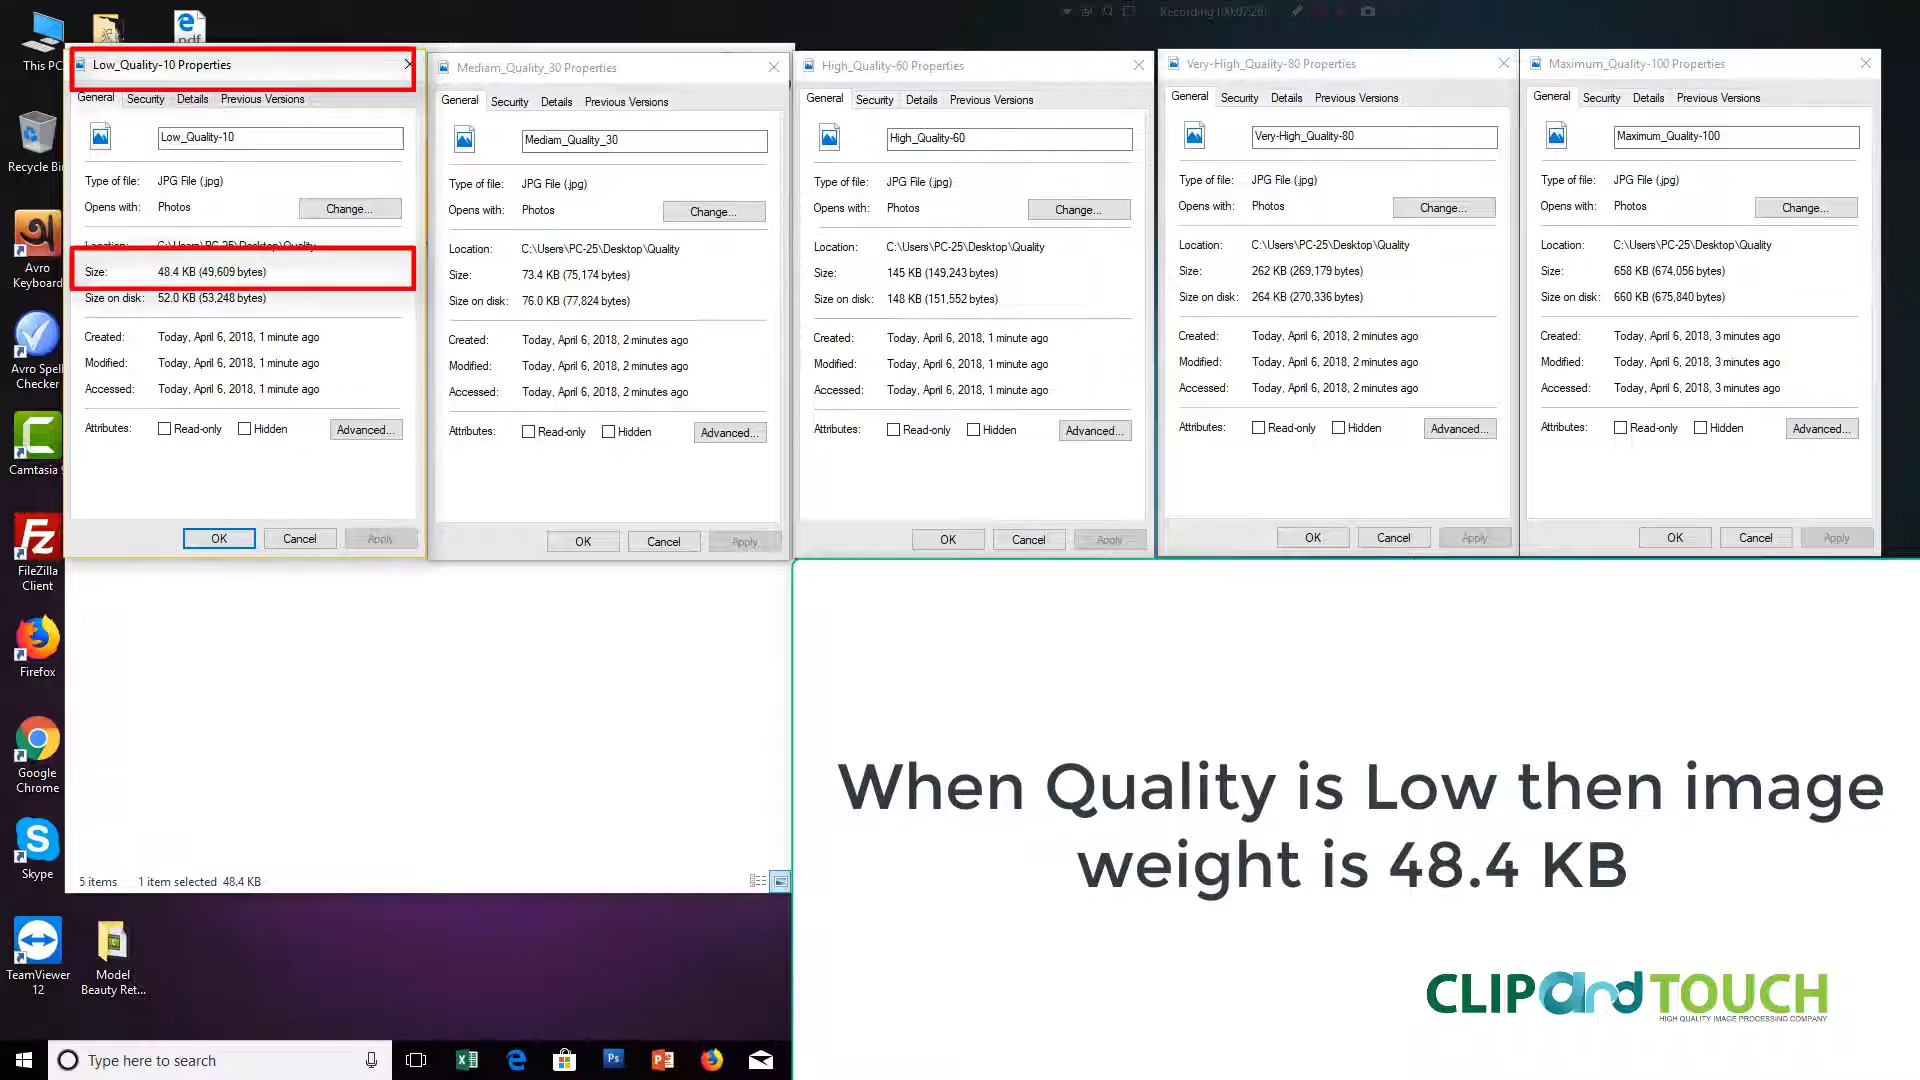 Recording [00:07:26]
This PC
pdf
Recycle Bin
Avro
Keyboard
Avro Spell
Checker
Camtasia 9
FileZilla
Client
Firefox
Google
Chrome
Skype
TeamViewer
12
Model
Beauty Ret...
Low_Quality-10 Properties
General Security Details Previous Versions
Low_Quality-10
Type of file: JPG File (.jpg)
Opens with: Photos Change...
Location: C:\Users\PC-25\Desktop\Quality
Size: 48.4 KB (49,609 bytes)
Size on disk: 52.0 KB (53,248 bytes)
Created: Today, April 6, 2018, 1 minute ago
Modified: Today, April 6, 2018, 1 minute ago
Accessed: Today, April 6, 2018, 1 minute ago
Attributes: Read-only Hidden Advanced...
OK Cancel Apply
Mediam_Quality_30 Properties
General Security Details Previous Versions
Mediam_Quality_30
Type of file: JPG File (.jpg)
Opens with: Photos Change...
Location: C:\Users\PC-25\Desktop\Quality
Size: 73.4 KB (75,174 bytes)
Size on disk: 76.0 KB (77,824 bytes)
Created: Today, April 6, 2018, 2 minutes ago
Modified: Today, April 6, 2018, 2 minutes ago
Accessed: Today, April 6, 2018, 2 minutes ago
Attributes: Read-only Hidden Advanced...
OK Cancel Apply
High_Quality-60 Properties
General Security Details Previous Versions
High_Quality-60
Type of file: JPG File (.jpg)
Opens with: Photos Change...
Location: C:\Users\PC-25\Desktop\Quality
Size: 145 KB (149,243 bytes)
Size on disk: 148 KB (151,552 bytes)
Created: Today, April 6, 2018, 1 minute ago
Modified: Today, April 6, 2018, 1 minute ago
Accessed: Today, April 6, 2018, 1 minute ago
Attributes: Read-only Hidden Advanced...
OK Cancel Apply
Very-High_Quality-80 Properties
General Security Details Previous Versions
Very-High_Quality-80
Type of file: JPG File (.jpg)
Opens with: Photos Change...
Location: C:\Users\PC-25\Desktop\Quality
Size: 262 KB (269,179 bytes)
Size on disk: 264 KB (270,336 bytes)
Created: Today, April 6, 2018, 2 minutes ago
Modified: Today, April 6, 2018, 2 minutes ago
Accessed: Today, April 6, 2018, 2 minutes ago
Attributes: Read-only Hidden Advanced...
OK Cancel Apply
Maximum_Quality-100 Properties
General Security Details Previous Versions
Maximum_Quality-100
Type of file: JPG File (.jpg)
Opens with: Photos Change...
Location: C:\Users\PC-25\Desktop\Quality
Size: 658 KB (674,056 bytes)
Size on disk: 660 KB (675,840 bytes)
Created: Today, April 6, 2018, 3 minutes ago
Modified: Today, April 6, 2018, 3 minutes ago
Accessed: Today, April 6, 2018, 3 minutes ago
Attributes: Read-only Hidden Advanced...
OK Cancel Apply
5 items 1 item selected 48.4 KB
When Quality is Low then image
weight is 48.4 KB
CLIPandTOUCH
HIGH QUALITY IMAGE PROCESSING COMPANY
Type here to search
Ps